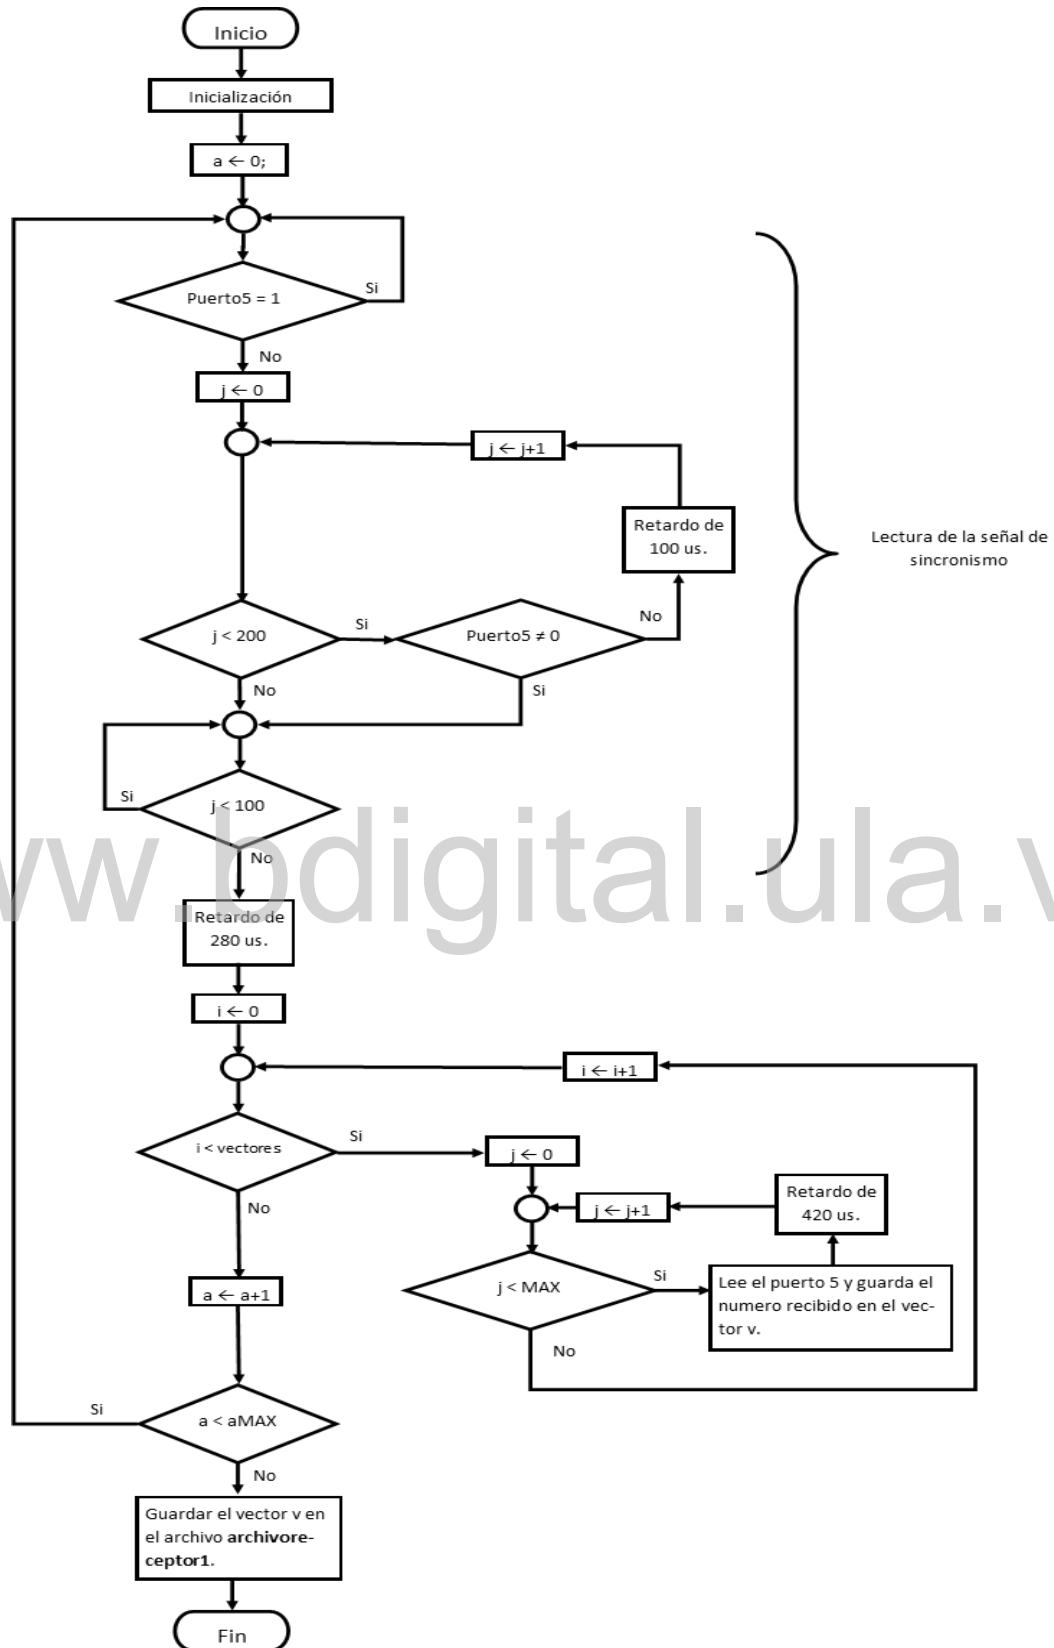 Inicio
Inicialización
a ← 0;
Puerto5 = 1
Si
No
j ← 0
j ← j+1
Retardo de
100 us.
Lectura de la señal de
sincronismo
j < 200
Si
Puerto5 ≠ 0
No
No
Si
j < 100
Si
No
www.bdigital.ula.v
Retardo de
280 us.
i ← 0
i ← i+1
i < vectores
Si
j ← 0
No
j ← j+1
Retardo de
420 us.
j < MAX
Si
Lee el puerto 5 y guarda el
numero recibido en el vec-
tor v.
No
a ← a+1
a < aMAX
Si
No
Guardar el vector v en
el archivo archivore-
ceptor1.
Fin